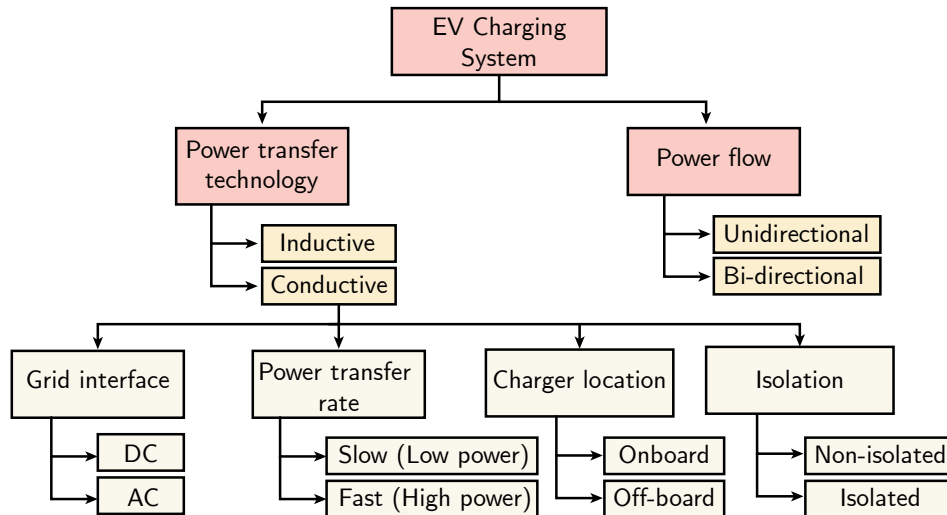 EV Charging
System
Power transfer
technology
Power flow
Inductive
Conductive
Unidirectional
Bi-directional
Grid interface
Power transfer
rate
Charger location
Isolation
DC
AC
Slow (Low power)
Fast (High power)
Onboard
Off-board
Non-isolated
Isolated